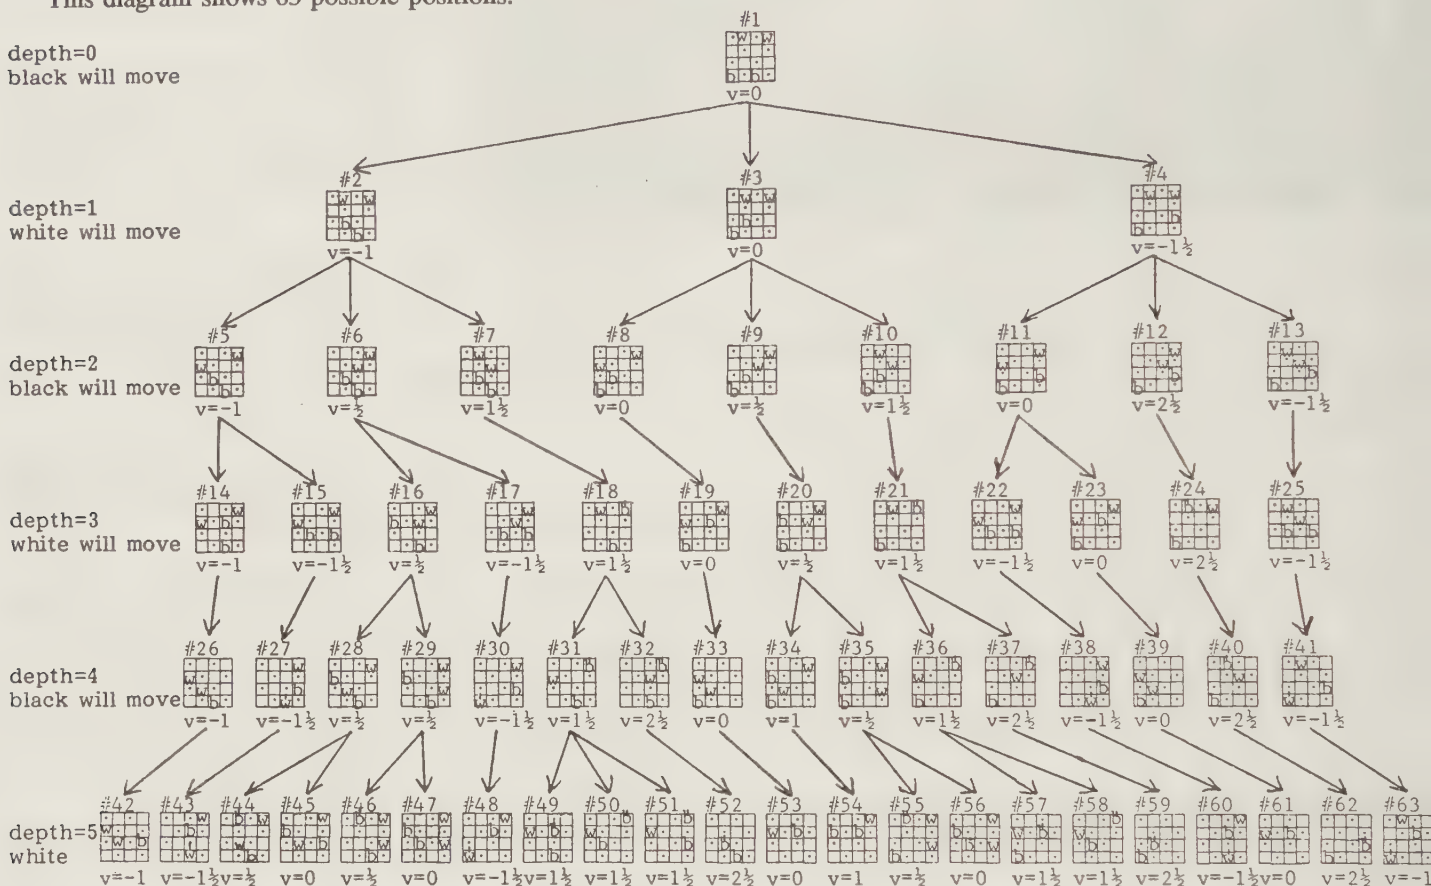 This diagram shows 63 possible positions.
#1
depth=0
black will move
v=0
#2 #3 #4
depth=1
white will move
v=-1 v=0 v=-1½
#5 #6 #7 #8 #9 #10 #11 #12 #13
depth=2
black will move
v=-1 v=½ v=1½ v=0 v=½ v=1½ v=0 v=2½ v=-1½
#14 #15 #16 #17 #18 #19 #20 #21 #22 #23 #24 #25
depth=3
white will move
v=-1 v=-1½ v=½ v=-1½ v=1½ v=0 v=½ v=1½ v=-1½ v=0 v=2½ v=-1½
#26 #27 #28 #29 #30 #31 #32 #33 #34 #35 #36 #37 #38 #39 #40 #41
depth=4
black will move
v=-1 v=-1½ v=½ v=½ v=-1½ v=1½ v=2½ v=0 v=1 v=½ v=1½ v=2½ v=-1½ v=0 v=2½ v=-1½
#42 #43 #44 #45 #46 #47 #48 #49 #50 #51 #52 #53 #54 #55 #56 #57 #58 #59 #60 #61 #62 #63
depth=5
white
v=-1 v=-1½ v=½ v=0 v=½ v=0 v=-1½ v=1½ v=1½ v=1½ v=2½ v=0 v=1 v=½ v=0 v=1½ v=1½ v=2½ v=-1½ v=0 v=2½ v=-1